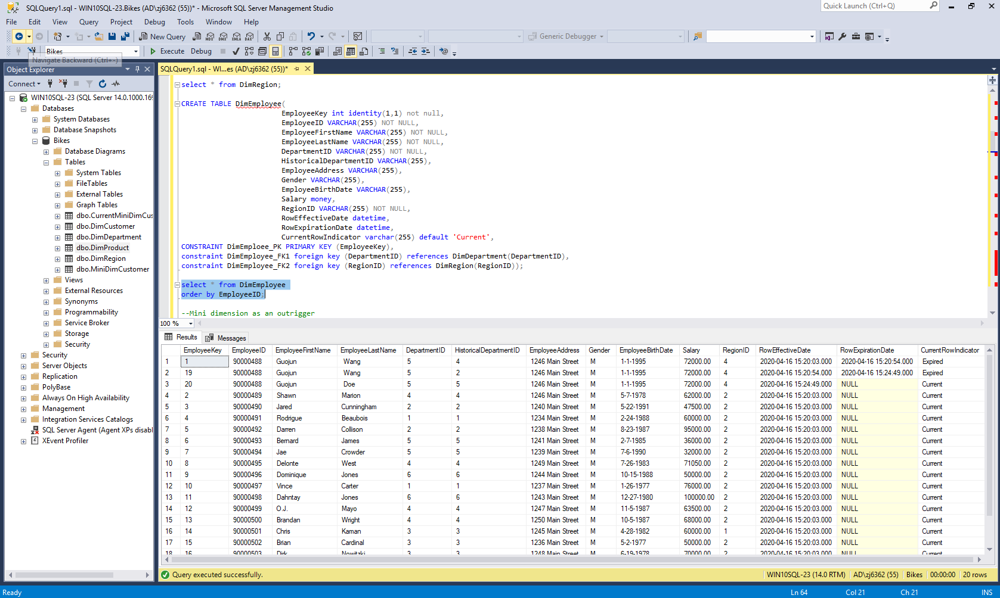 SQLQuery1.sql - WIN10SQL-23.Bikes (AD\zj6362 (55))* - Microsoft SQL Server Management Studio
Quick Launch (Ctrl+Q)
File Edit View Query Project Debug Tools Window Help
New Query MDX DMX XMLA DAX Generic Debugger
Bikes Execute Debug
Navigate Backward (Ctrl+-)
Object Explorer
Connect
WIN10SQL-23 (SQL Server 14.0.1000.169
Databases
System Databases
Database Snapshots
Bikes
Database Diagrams
Tables
System Tables
FileTables
External Tables
Graph Tables
dbo.CurrentMiniDimCus
dbo.DimCustomer
dbo.DimDepartment
dbo.DimProduct
dbo.DimRegion
dbo.MiniDimCustomer
Views
External Resources
Synonyms
Programmability
Service Broker
Storage
Security
Security
Server Objects
Replication
PolyBase
Always On High Availability
Management
Integration Services Catalogs
SQL Server Agent (Agent XPs disabl
XEvent Profiler
SQLQuery1.sql - WI...es (AD\zj6362 (55))*
select * from DimRegion;
CREATE TABLE DimEmployee(
EmployeeKey int identity(1,1) not null,
EmployeeID VARCHAR(255) NOT NULL,
EmployeeFirstName VARCHAR(255) NOT NULL,
EmployeeLastName VARCHAR(255) NOT NULL,
DepartmentID VARCHAR(255) NOT NULL,
HistoricalDepartmentID VARCHAR(255),
EmployeeAddress VARCHAR(255),
Gender VARCHAR(255),
EmployeeBirthDate VARCHAR(255),
Salary money,
RegionID VARCHAR(255) NOT NULL,
RowEffectiveDate datetime,
RowExpirationDate datetime,
CurrentRowIndicator varchar(255) default 'Current',
CONSTRAINT DimEmploee_PK PRIMARY KEY (EmployeeKey),
constraint DimEmployee_FK1 foreign key (DepartmentID) references DimDepartment(DepartmentID),
constraint DimEmployee_FK2 foreign key (RegionID) references DimRegion(RegionID));
select * from DimEmployee
order by EmployeeID;
--Mini dimension as an outrigger
100 %
Results Messages
EmployeeKey EmployeeID EmployeeFirstName EmployeeLastName DepartmentID HistoricalDepartmentID EmployeeAddress Gender EmployeeBirthDate Salary RegionID RowEffectiveDate RowExpirationDate CurrentRowIndicator
1 1 90000488 Guojun Wang 5 4 1246 Main Street M 1-1-1995 72000.00 4 2020-04-16 15:20:03.000 2020-04-16 15:20:54.000 Expired
2 19 90000488 Guojun Wang 5 2 1246 Main Street M 1-1-1995 72000.00 4 2020-04-16 15:20:54.000 2020-04-16 15:24:49.000 Expired
3 20 90000488 Guojun Doe 5 5 1246 Main Street M 1-1-1995 72000.00 4 2020-04-16 15:24:49.000 NULL Current
4 2 90000489 Shawn Marion 4 4 1246 Main Street M 5-7-1978 62000.00 2 2020-04-16 15:20:03.000 NULL Current
5 3 90000490 Jared Cunningham 2 2 1240 Main Street M 5-22-1991 47500.00 2 2020-04-16 15:20:03.000 NULL Current
6 4 90000491 Rodrigue Beaubois 1 1 1234 Main Street M 2-24-1988 60000.00 2 2020-04-16 15:20:03.000 NULL Current
7 5 90000492 Darren Collison 2 2 1238 Main Street M 8-23-1987 95000.00 2 2020-04-16 15:20:03.000 NULL Current
8 6 90000493 Bernard James 5 5 1241 Main Street M 2-7-1985 36000.00 2 2020-04-16 15:20:03.000 NULL Current
9 7 90000494 Jae Crowder 5 5 1239 Main Street M 7-6-1990 32000.00 2 2020-04-16 15:20:03.000 NULL Current
10 8 90000495 Delonte West 4 4 1249 Main Street M 7-26-1983 71050.00 2 2020-04-16 15:20:03.000 NULL Current
11 9 90000496 Dominique Jones 6 6 1244 Main Street M 10-15-1988 50000.00 2 2020-04-16 15:20:03.000 NULL Current
12 10 90000497 Vince Carter 1 1 1237 Main Street M 1-26-1977 76000.00 2 2020-04-16 15:20:03.000 NULL Current
13 11 90000498 Dahntay Jones 6 6 1243 Main Street M 12-27-1980 100000.00 2 2020-04-16 15:20:03.000 NULL Current
14 12 90000499 O.J. Mayo 4 4 1247 Main Street M 11-5-1987 63500.00 2 2020-04-16 15:20:03.000 NULL Current
15 13 90000500 Brandan Wright 4 4 1250 Main Street M 10-5-1987 68000.00 2 2020-04-16 15:20:03.000 NULL Current
16 14 90000501 Chris Kaman 3 3 1245 Main Street M 4-28-1982 60000.00 1 2020-04-16 15:20:03.000 NULL Current
17 15 90000502 Brian Cardinal 3 3 1236 Main Street M 5-2-1977 50000.00 2 2020-04-16 15:20:03.000 NULL Current
18 16 90000503 Dirk Nowitzki 3 3 1248 Main Street M 6-19-1978 70000.00 2 2020-04-16 15:20:03.000 NULL Current
Query executed successfully. WIN10SQL-23 (14.0 RTM) AD\zj6362 (55) Bikes 00:00:00 20 rows
Ready Ln 64 Col 21 Ch 21 INS